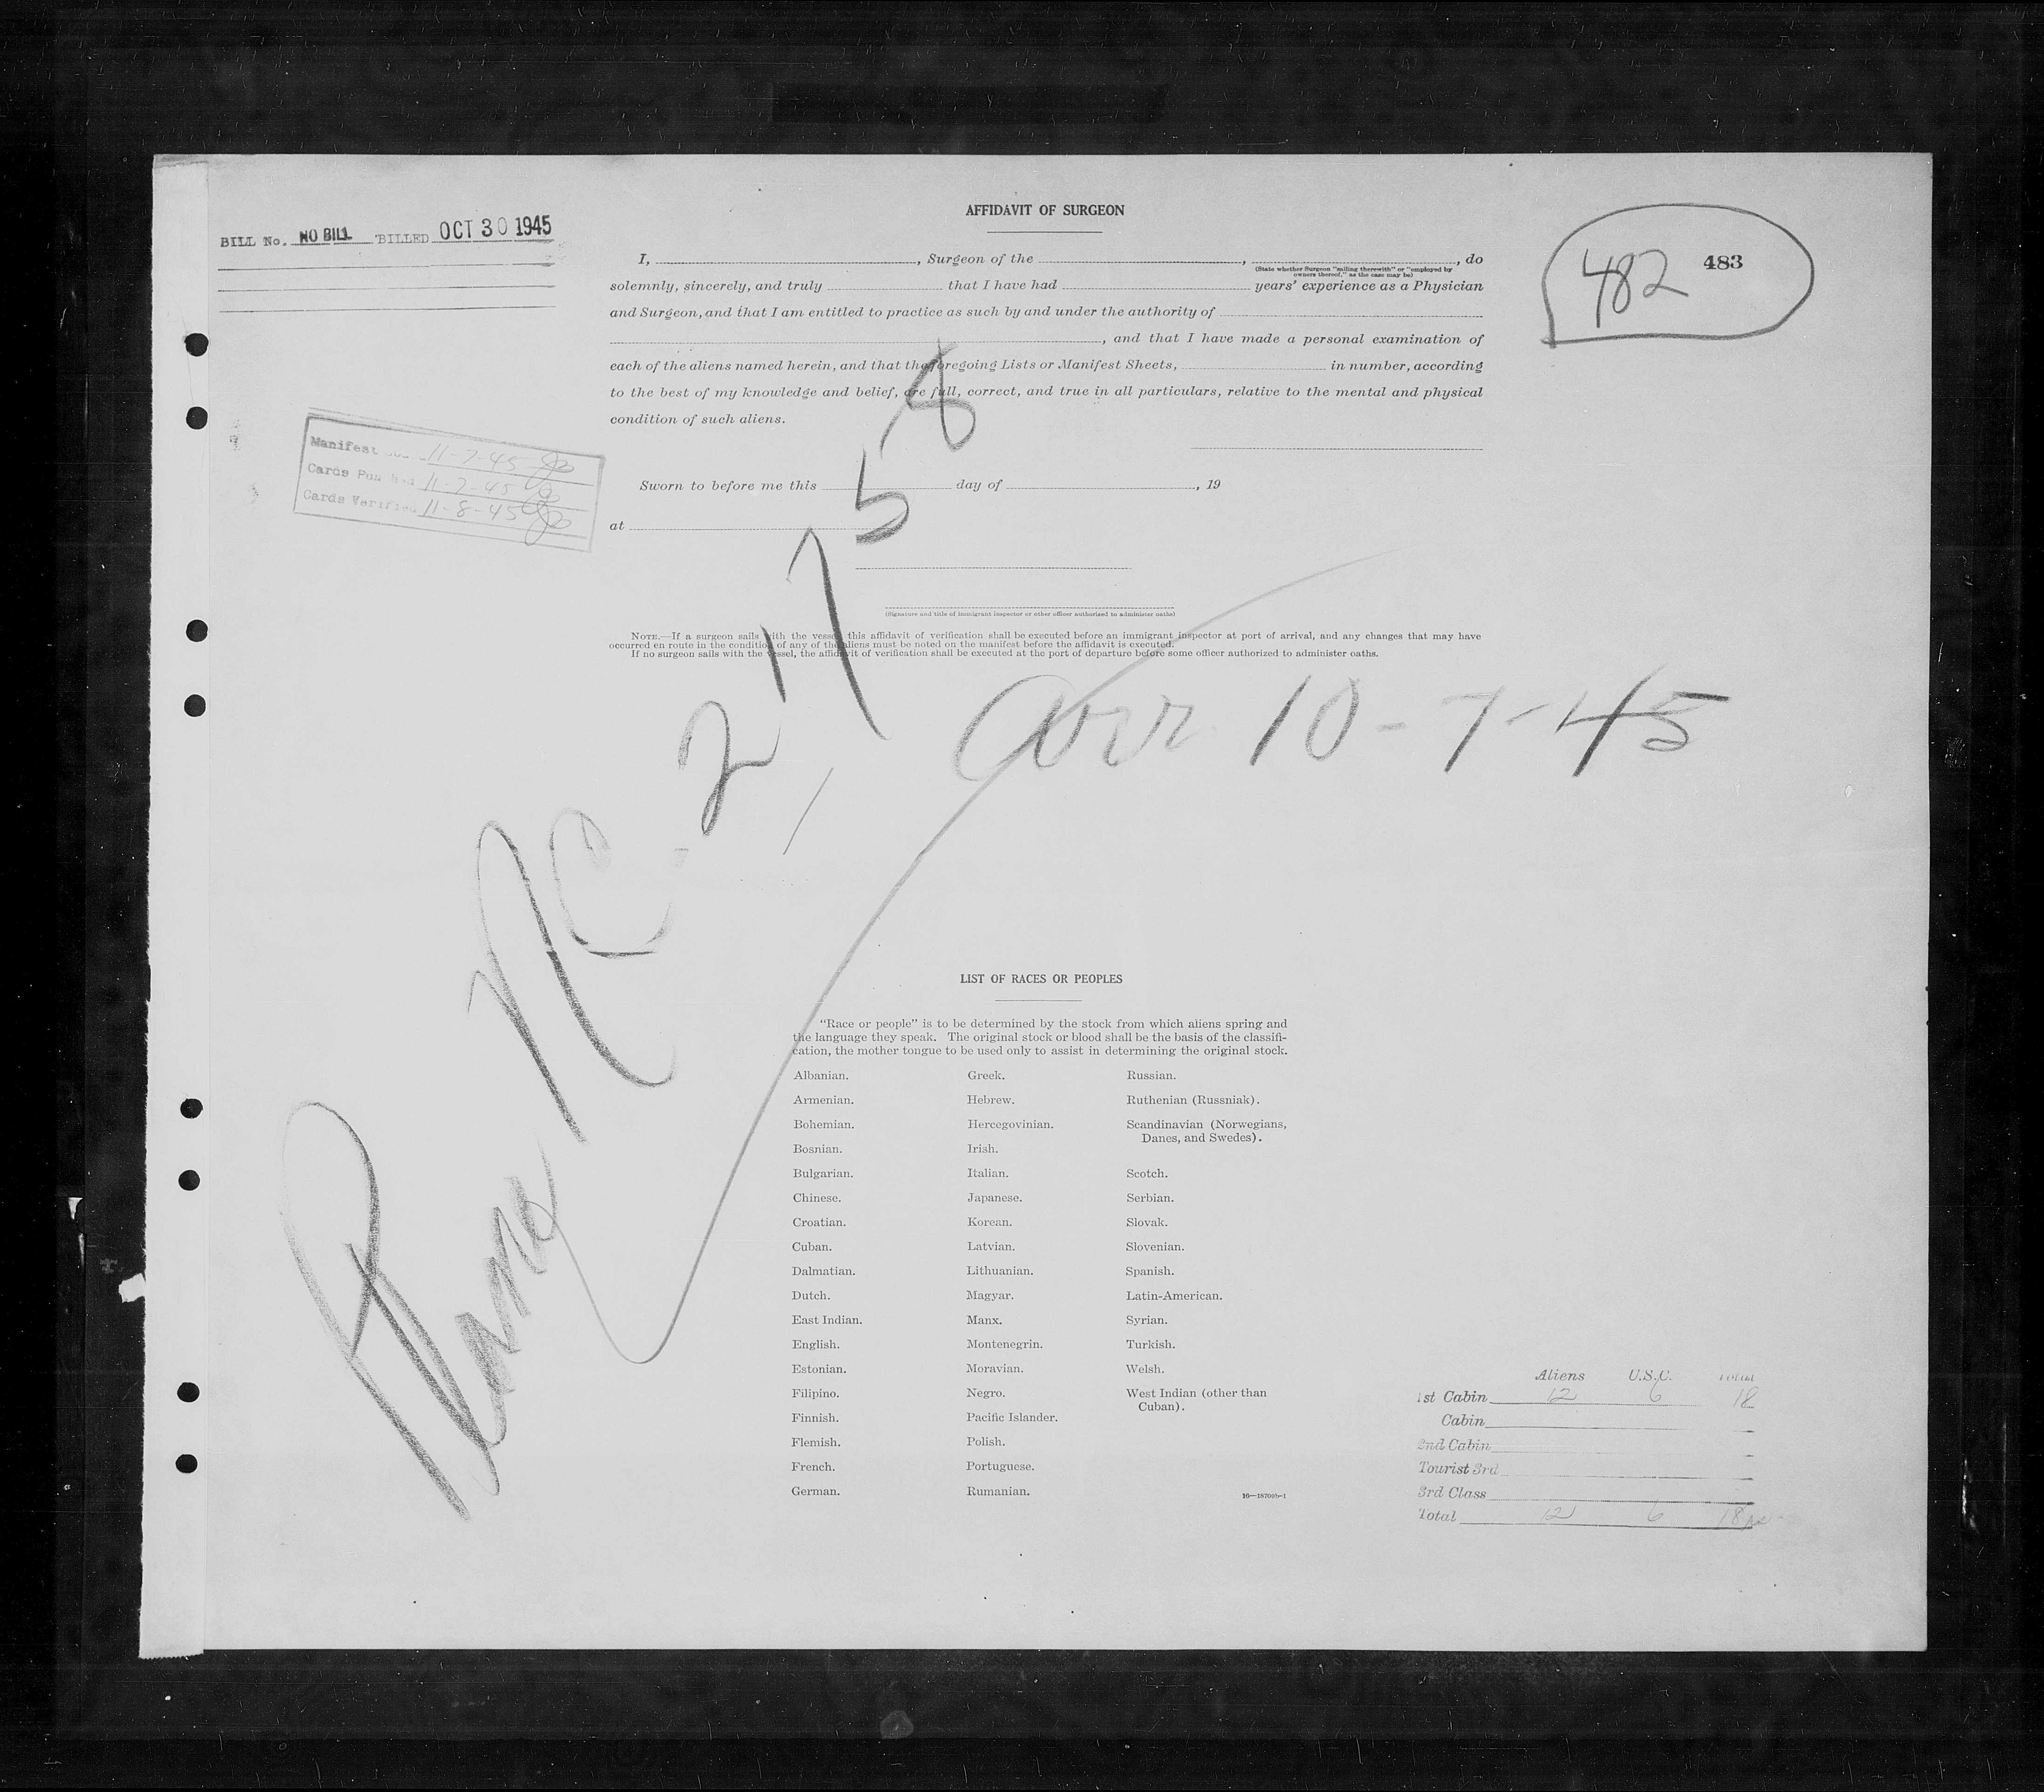 AFFIDAVIT OF SURGEON
BILL No. NO BILL BILLED OCT 30 1945
482 483
I, , Surgeon of the , , do
(State whether Surgeon "sailing therewith" or "employed by
owners thereof," as the case may be)
solemnly, sincerely, and truly that I have had years' experience as a Physician
and Surgeon, and that I am entitled to practice as such by and under the authority of
, and that I have made a personal examination of
each of the aliens named herein, and that the foregoing Lists or Manifest Sheets, in number, according
to the best of my knowledge and belief, are full, correct, and true in all particulars, relative to the mental and physical
condition of such aliens.
Manifest 11-7-45
Cards Punched 11-7-45
Cards Verified 11-8-45
Sworn to before me this day of , 19
at
(Signature and title of immigrant inspector or other officer authorized to administer oaths)
NOTE.—If a surgeon sails with the vessel, this affidavit of verification shall be executed before an immigrant inspector at port of arrival, and any changes that may have
occurred en route in the condition of any of the aliens must be noted on the manifest before the affidavit is executed.
If no surgeon sails with the vessel, the affidavit of verification shall be executed at the port of departure before some officer authorized to administer oaths.
Plane NC-21758
arr 10-7-45
LIST OF RACES OR PEOPLES
"Race or people" is to be determined by the stock from which aliens spring and
the language they speak. The original stock or blood shall be the basis of the classifi-
cation, the mother tongue to be used only to assist in determining the original stock.
Albanian.
Armenian.
Bohemian.
Bosnian.
Bulgarian.
Chinese.
Croatian.
Cuban.
Dalmatian.
Dutch.
East Indian.
English.
Estonian.
Filipino.
Finnish.
Flemish.
French.
German.
Greek.
Hebrew.
Hercegovinian.
Irish.
Italian.
Japanese.
Korean.
Latvian.
Lithuanian.
Magyar.
Manx.
Montenegrin.
Moravian.
Negro.
Pacific Islander.
Polish.
Portuguese.
Rumanian.
Russian.
Ruthenian (Russniak).
Scandinavian (Norwegians,
Danes, and Swedes).
Scotch.
Serbian.
Slovak.
Slovenian.
Spanish.
Latin-American.
Syrian.
Turkish.
Welsh.
West Indian (other than
Cuban).
16—18709b-1
Aliens U.S.C. Total
1st Cabin 12 6 18
Cabin
2nd Cabin
Tourist 3rd
3rd Class
Total 12 6 18